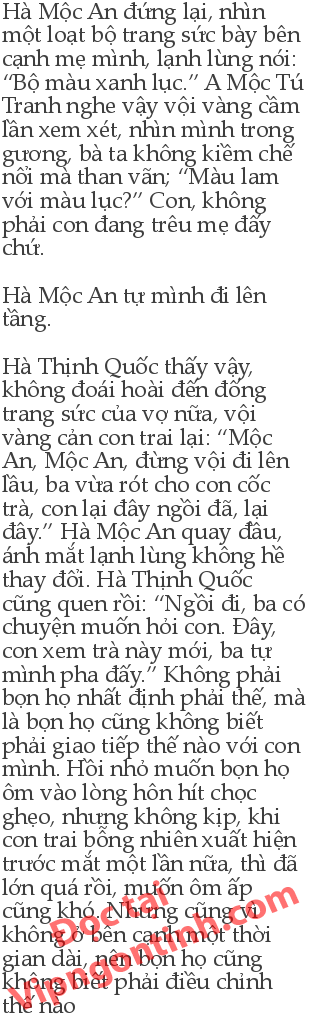 Hà Mộc An đứng lại, nhìn
một loạt bộ trang sức bày bên
cạnh mẹ mình, lạnh lùng nói:
“Bộ màu xanh lục.” A Mộc Tú
Tranh nghe vậy vội vàng cầm
lần xem xét, nhìn mình trong
gương, bà ta không kiềm chế
nổi mà than vãn; “Màu lam
với màu lục?” Con, không
phải con đang trêu mẹ đấy
chứ.
Hà Mộc An tự mình đi lên
tầng.
Hà Thịnh Quốc thấy vậy,
không đoái hoài đến đống
trang sức của vợ nữa, vội
vàng cản con trai lại: “Mộc
An, Mộc An, đừng vội đi lên
lầu, ba vừa rót cho con cốc
trà, con lại đây ngồi đã, lại
đây.” Hà Mộc An quay đầu,
ánh mắt lạnh lùng không hề
thay đổi. Hà Thịnh Quốc
cũng quen rồi: “Ngồi đi, ba có
chuyện muốn hỏi con. Đây,
con xem trà này mới, ba tự
mình pha đấy.” Không phải
bọn họ nhất định phải thế, mà
là bọn họ cũng không biết
phải giao tiếp thế nào với con
mình. Hồi nhỏ muốn bọn họ
ôm vào lòng hôn hít chọc
ghẹo, nhưng không kịp, khi
con trai bỗng nhiên xuất hiện
trước mắt một lần nữa, thì đã
lớn quá rồi, muốn ôm ấp
cũng khó. Nhưng cũng vì
không ở bên cạnh một thời
gian dài, nên bọn họ cũng
không biết phải điều chỉnh
thế nào
Đọc tại
Vipngontinh.com